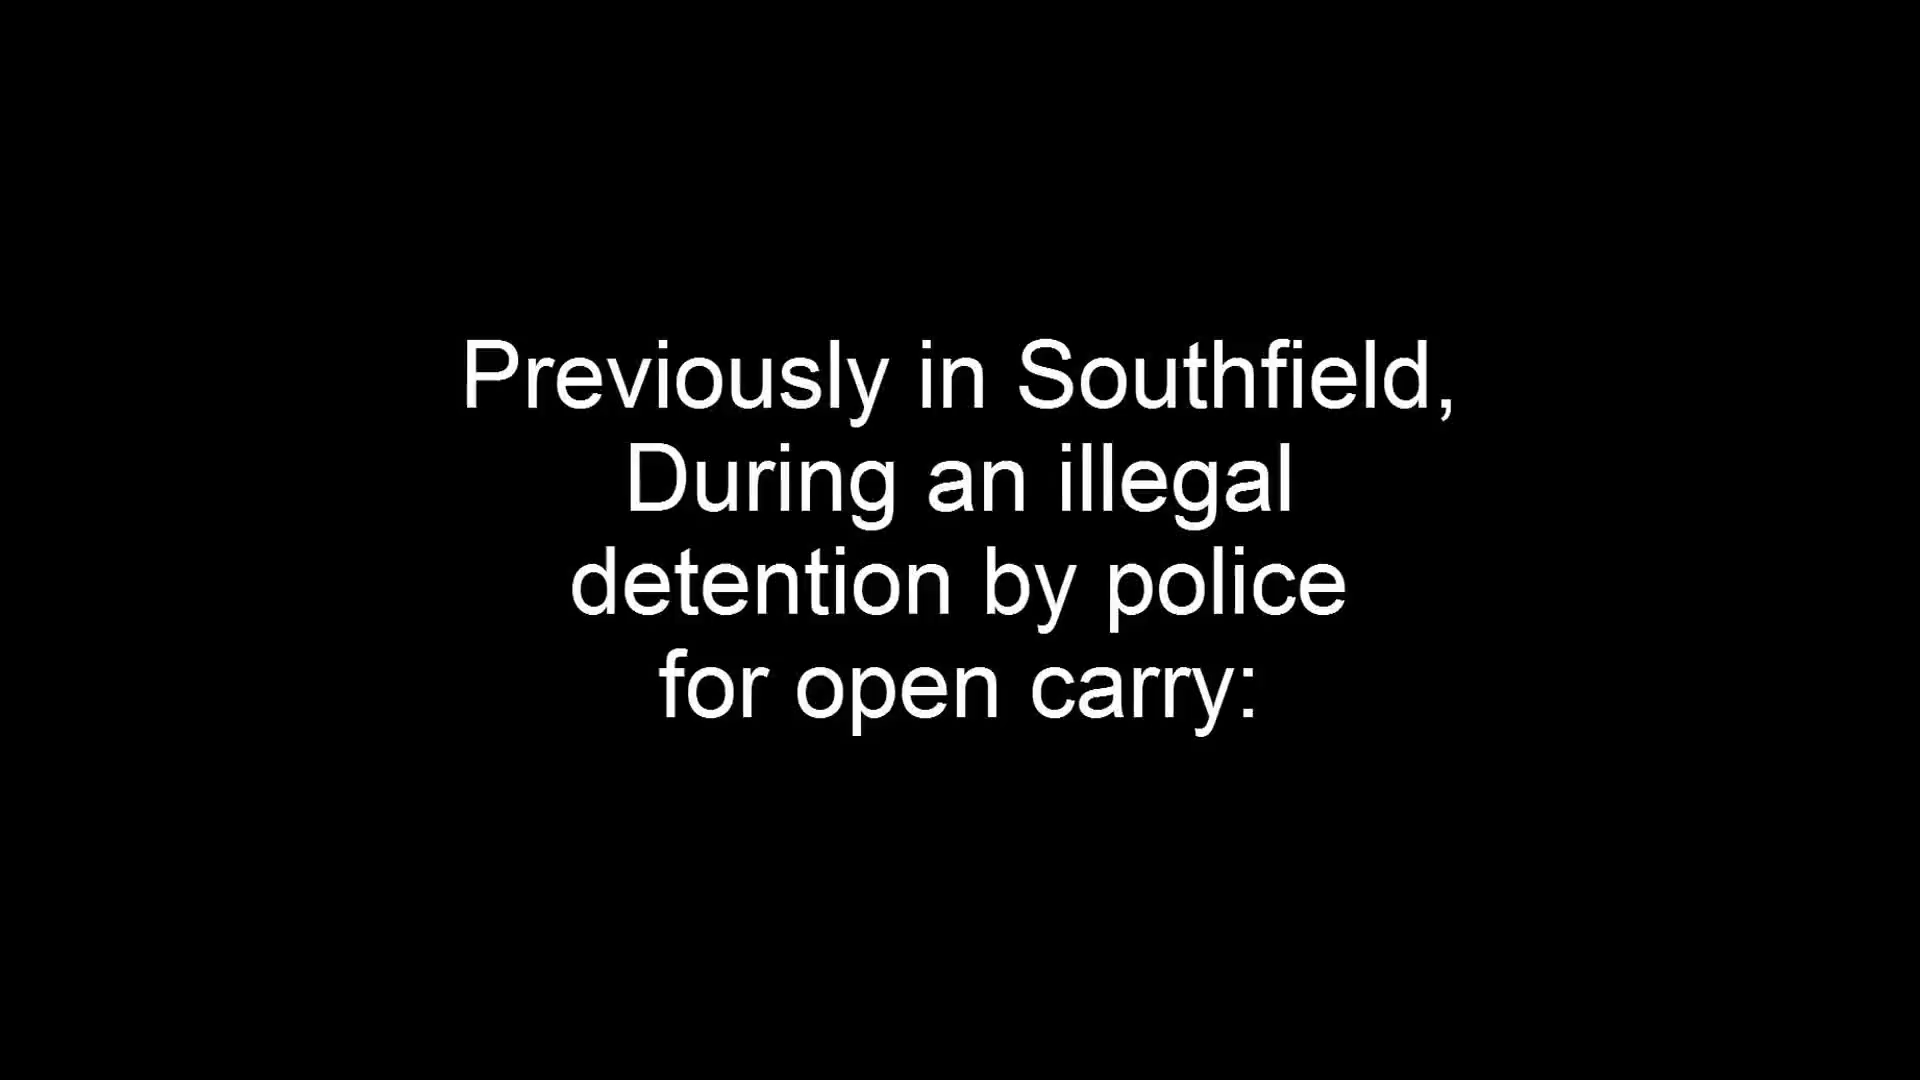 Previously in Southfield,
During an illegal
detention by police
for open carry: